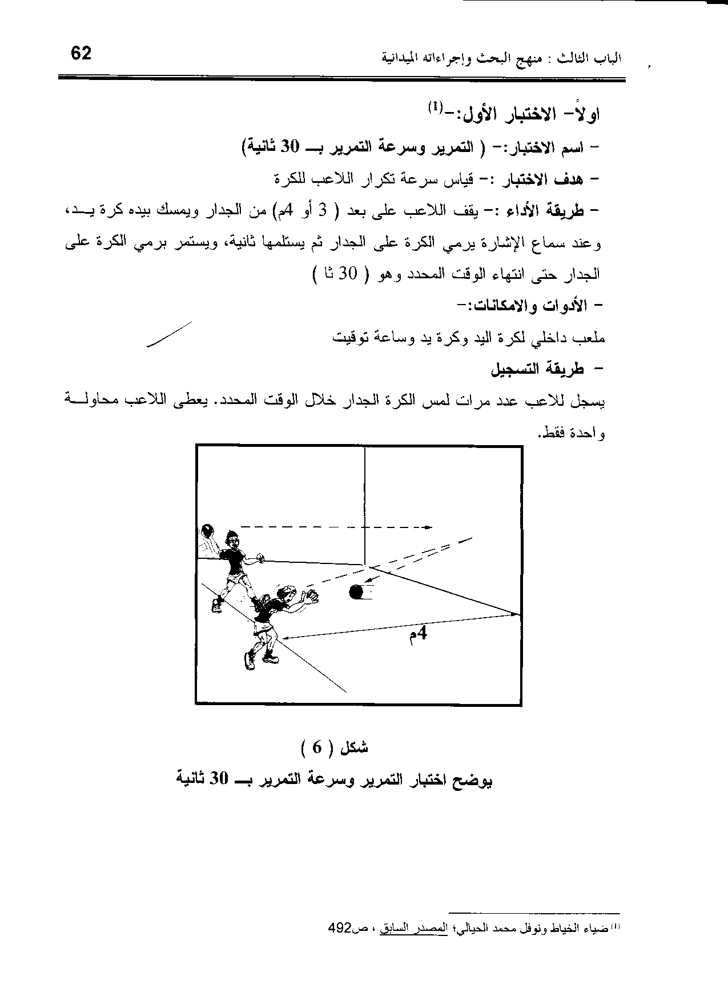 الباب الثالث : منهج البحث وإجراءاته الميدانية 62
اولاً- الاختبار الأول:-(1)
- اسم الاختبار:- ( التمرير وسرعة التمرير بـ 30 ثانية)
- هدف الاختبار :- قياس سرعة تكرار اللاعب للكرة
- طريقة الأداء :- يقف اللاعب على بعد ( 3 أو 4م) من الجدار ويمسك بيده كرة يـد،
وعند سماع الإشارة يرمي الكرة على الجدار ثم يستلمها ثانية، ويستمر برمي الكرة على
الجدار حتى انتهاء الوقت المحدد وهو ( 30 ثا )
- الأدوات والامكانات:-
ملعب داخلي لكرة اليد وكرة يد وساعة توقيت
- طريقة التسجيل
يسجل للاعب عدد مرات لمس الكرة الجدار خلال الوقت المحدد. يعطى اللاعب محاولـة
واحدة فقط.
4م
شكل ( 6 )
يوضح اختبار التمرير وسرعة التمرير بـ 30 ثانية
(1) ضياء الخياط ونوفل محمد الحيالي؛ المصدر السابق ، ص492